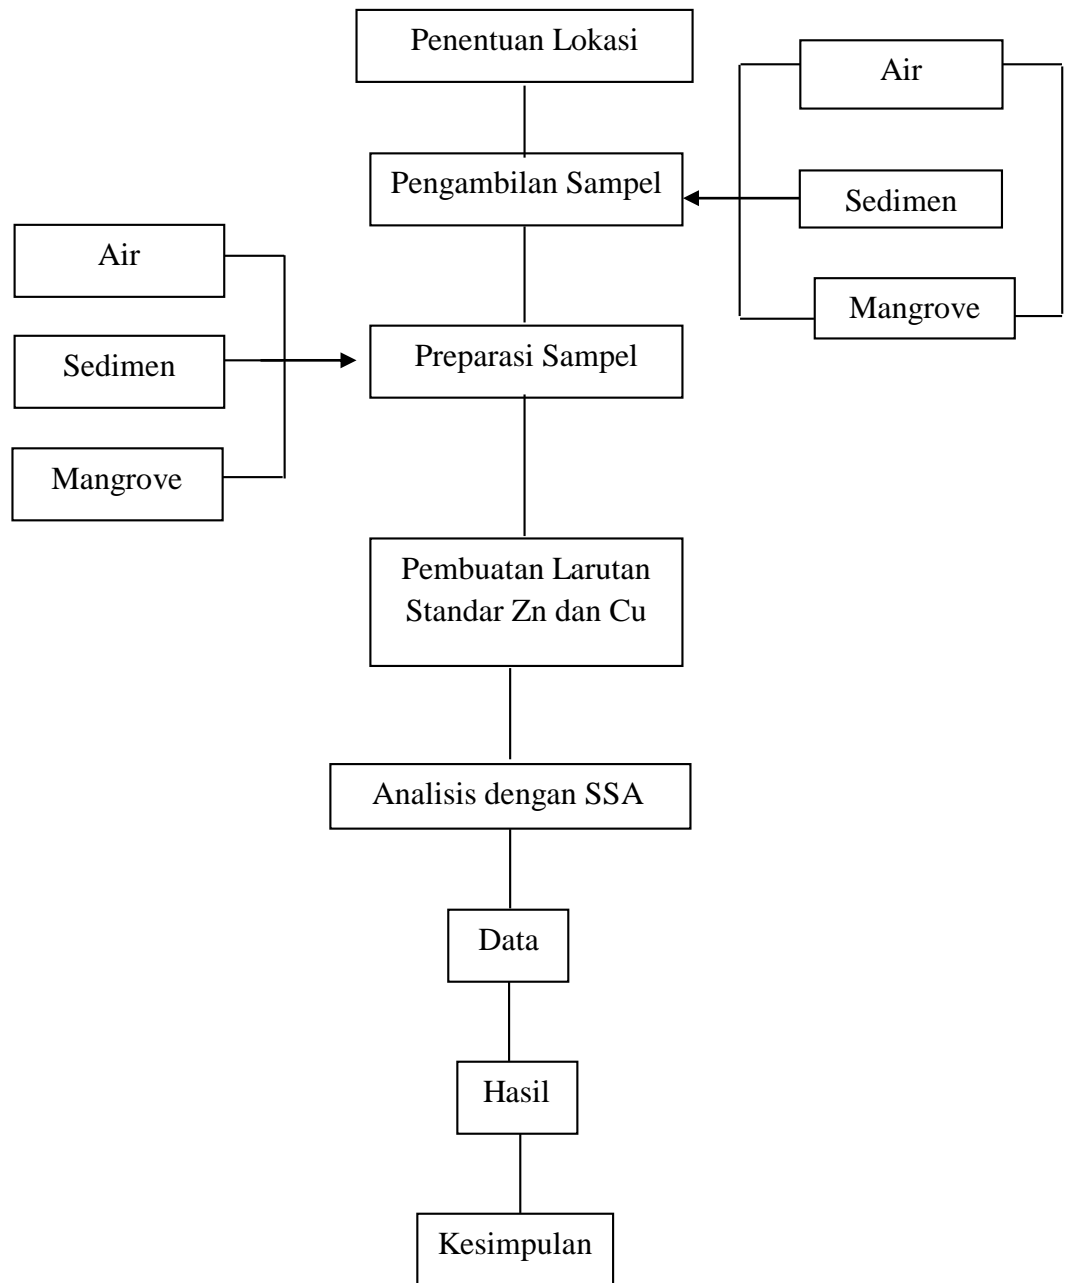 Penentuan Lokasi
Air
Pengambilan Sampel
Sedimen
Mangrove
Air
Sedimen
Mangrove
Preparasi Sampel
Pembuatan Larutan
Standar Zn dan Cu
Analisis dengan SSA
Data
Hasil
Kesimpulan